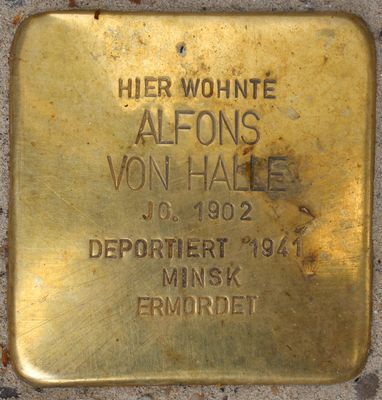 HIER WOHNTE
ALFONS
VON HALLE
JG. 1902
DEPORTIERT 1941
MINSK
ERMORDET